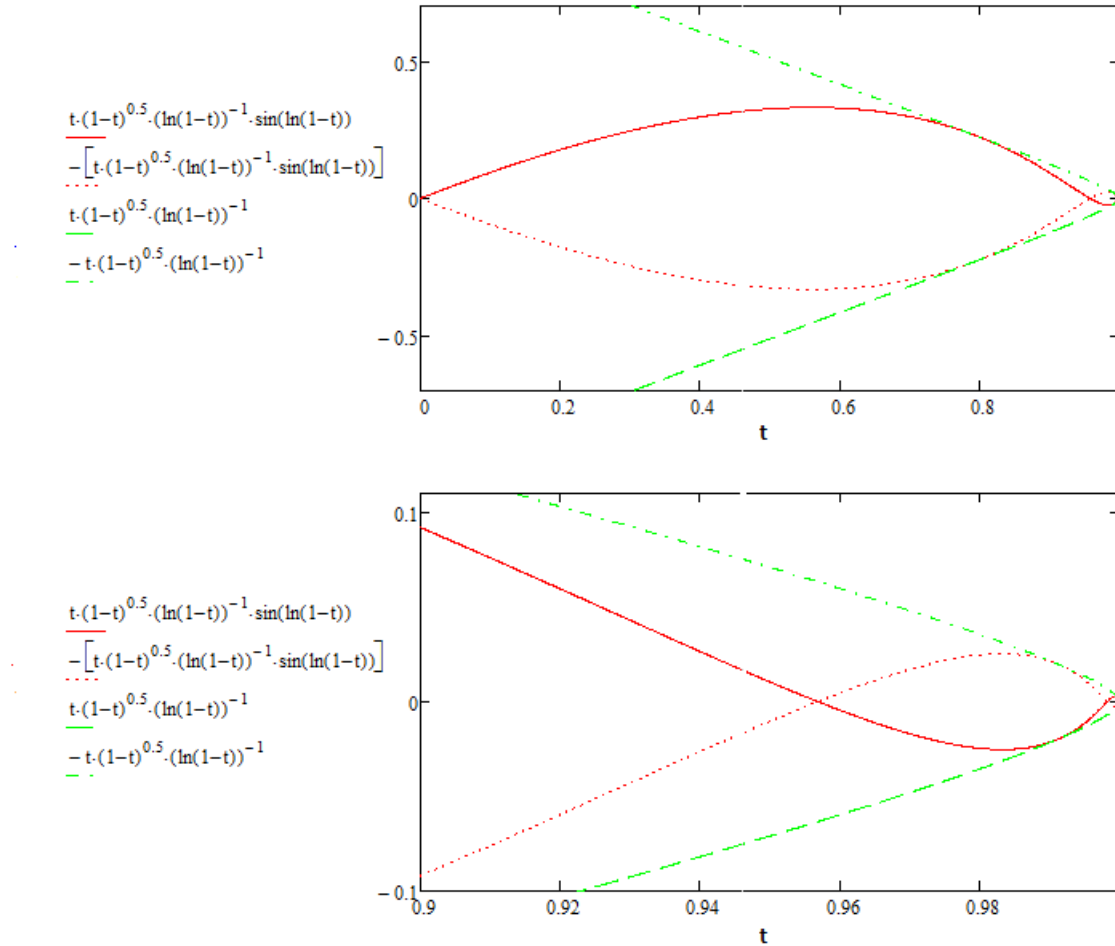 0.5
0
−0.5
t·(1−t)^0.5·(ln(1−t))^−1·sin(ln(1−t))
−[t·(1−t)^0.5·(ln(1−t))^−1·sin(ln(1−t))]
t·(1−t)^0.5·(ln(1−t))^−1
−t·(1−t)^0.5·(ln(1−t))^−1
0 0.2 0.4 0.6 0.8
t
0.1
0
−0.1
t·(1−t)^0.5·(ln(1−t))^−1·sin(ln(1−t))
−[t·(1−t)^0.5·(ln(1−t))^−1·sin(ln(1−t))]
t·(1−t)^0.5·(ln(1−t))^−1
−t·(1−t)^0.5·(ln(1−t))^−1
0.9 0.92 0.94 0.96 0.98
t